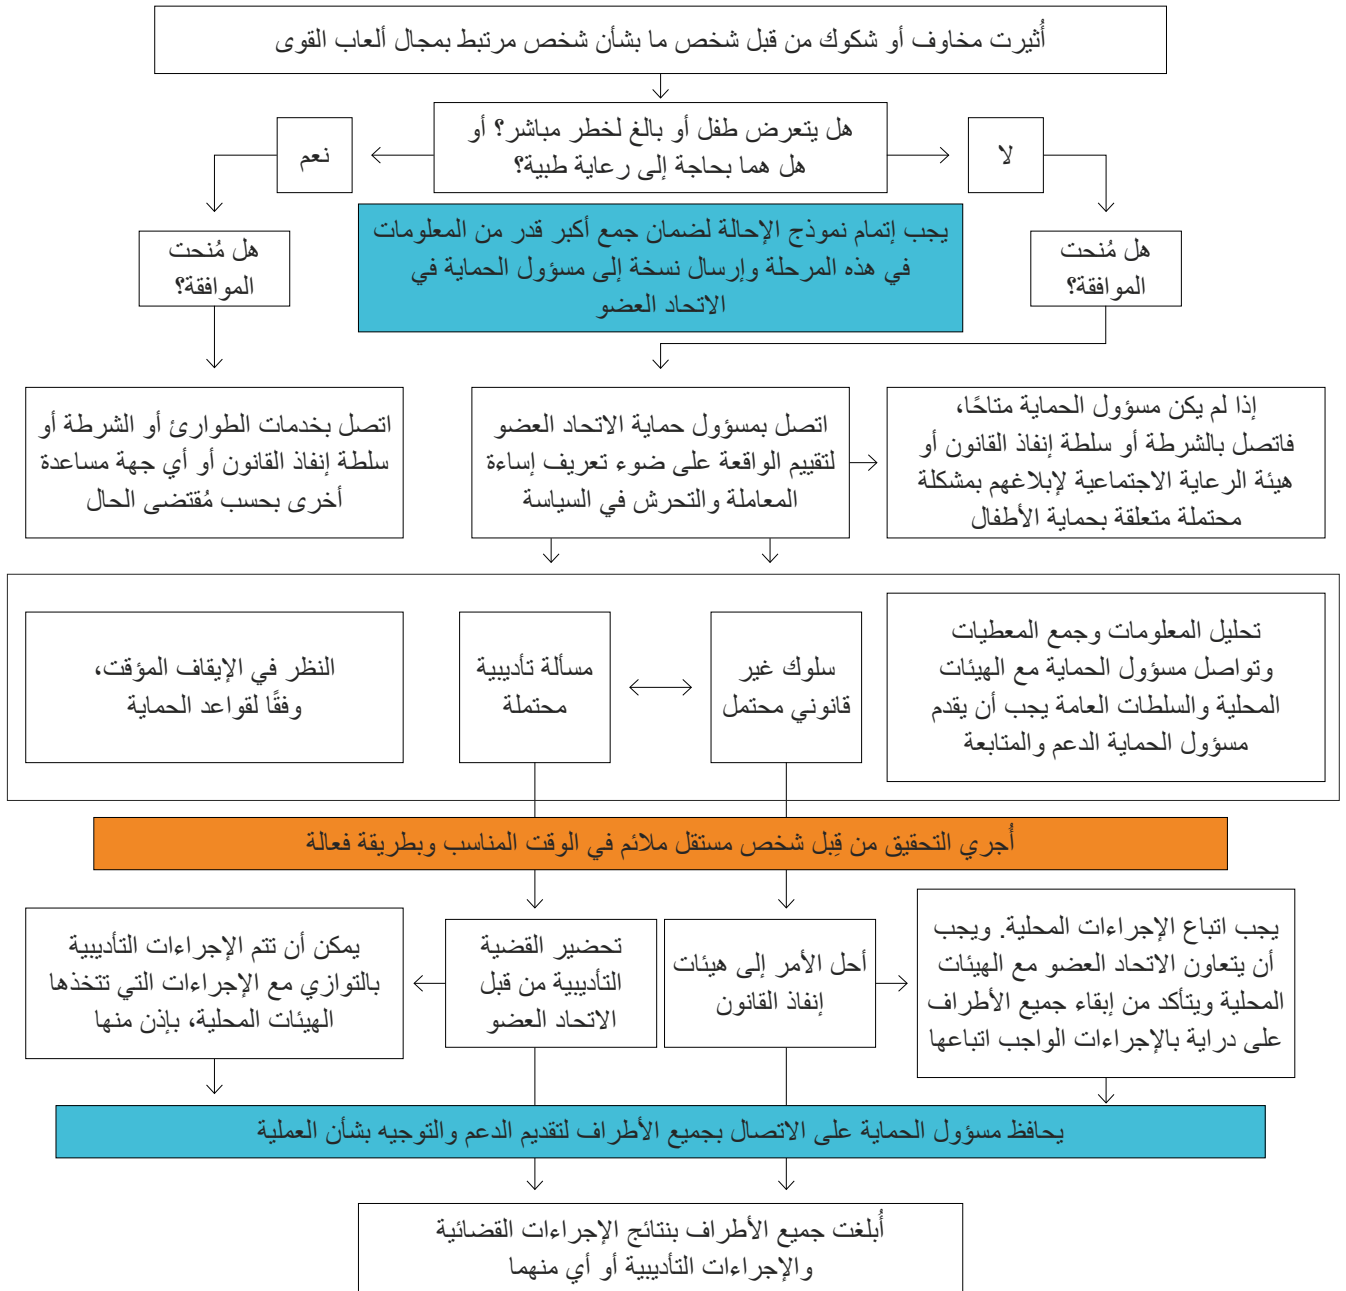 أُثيرت مخاوف أو شكوك من قبل شخص ما بشأن شخص مرتبط بمجال ألعاب القوى
هل يتعرض طفل أو بالغ لخطر مباشر؟ أو
هل هما بحاجة إلى رعاية طبية؟
لا
نعم
يجب إتمام نموذج الإحالة لضمان جمع أكبر قدر من المعلومات
في هذه المرحلة وإرسال نسخة إلى مسؤول الحماية في
الاتحاد العضو
هل مُنحت
الموافقة؟
هل مُنحت
الموافقة؟
إذا لم يكن مسؤول الحماية متاحًا،
فاتصل بالشرطة أو سلطة إنفاذ القانون أو
هيئة الرعاية الاجتماعية لإبلاغهم بمشكلة
محتملة متعلقة بحماية الأطفال
اتصل بمسؤول حماية الاتحاد العضو
لتقييم الواقعة على ضوء تعريف إساءة
المعاملة والتحرش في السياسة
اتصل بخدمات الطوارئ أو الشرطة أو
سلطة إنفاذ القانون أو أي جهة مساعدة
أخرى بحسب مُقتضى الحال
تحليل المعلومات وجمع المعطيات
وتواصل مسؤول الحماية مع الهيئات
المحلية والسلطات العامة يجب أن يقدم
مسؤول الحماية الدعم والمتابعة
سلوك غير
قانوني محتمل
مسألة تأديبية
محتملة
النظر في الإيقاف المؤقت،
وفقًا لقواعد الحماية
أُجري التحقيق من قِبل شخص مستقل ملائم في الوقت المناسب وبطريقة فعالة
يجب اتباع الإجراءات المحلية. ويجب
أن يتعاون الاتحاد العضو مع الهيئات
المحلية ويتأكد من إبقاء جميع الأطراف
على دراية بالإجراءات الواجب اتباعها
أحل الأمر إلى هيئات
إنفاذ القانون
تحضير القضية
التأديبية من قبل
الاتحاد العضو
يمكن أن تتم الإجراءات التأديبية
بالتوازي مع الإجراءات التي تتخذها
الهيئات المحلية، بإذن منها
يحافظ مسؤول الحماية على الاتصال بجميع الأطراف لتقديم الدعم والتوجيه بشأن العملية
أُبلغت جميع الأطراف بنتائج الإجراءات القضائية
والإجراءات التأديبية أو أي منهما